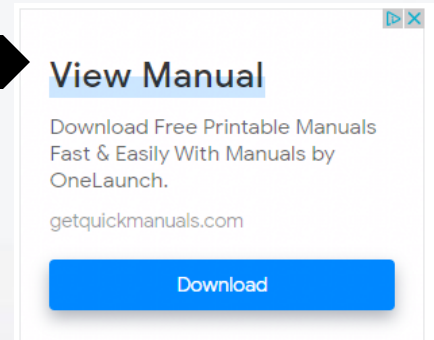 View Manual
Download Free Printable Manuals
Fast & Easily With Manuals by
OneLaunch.
getquickmanuals.com
Download